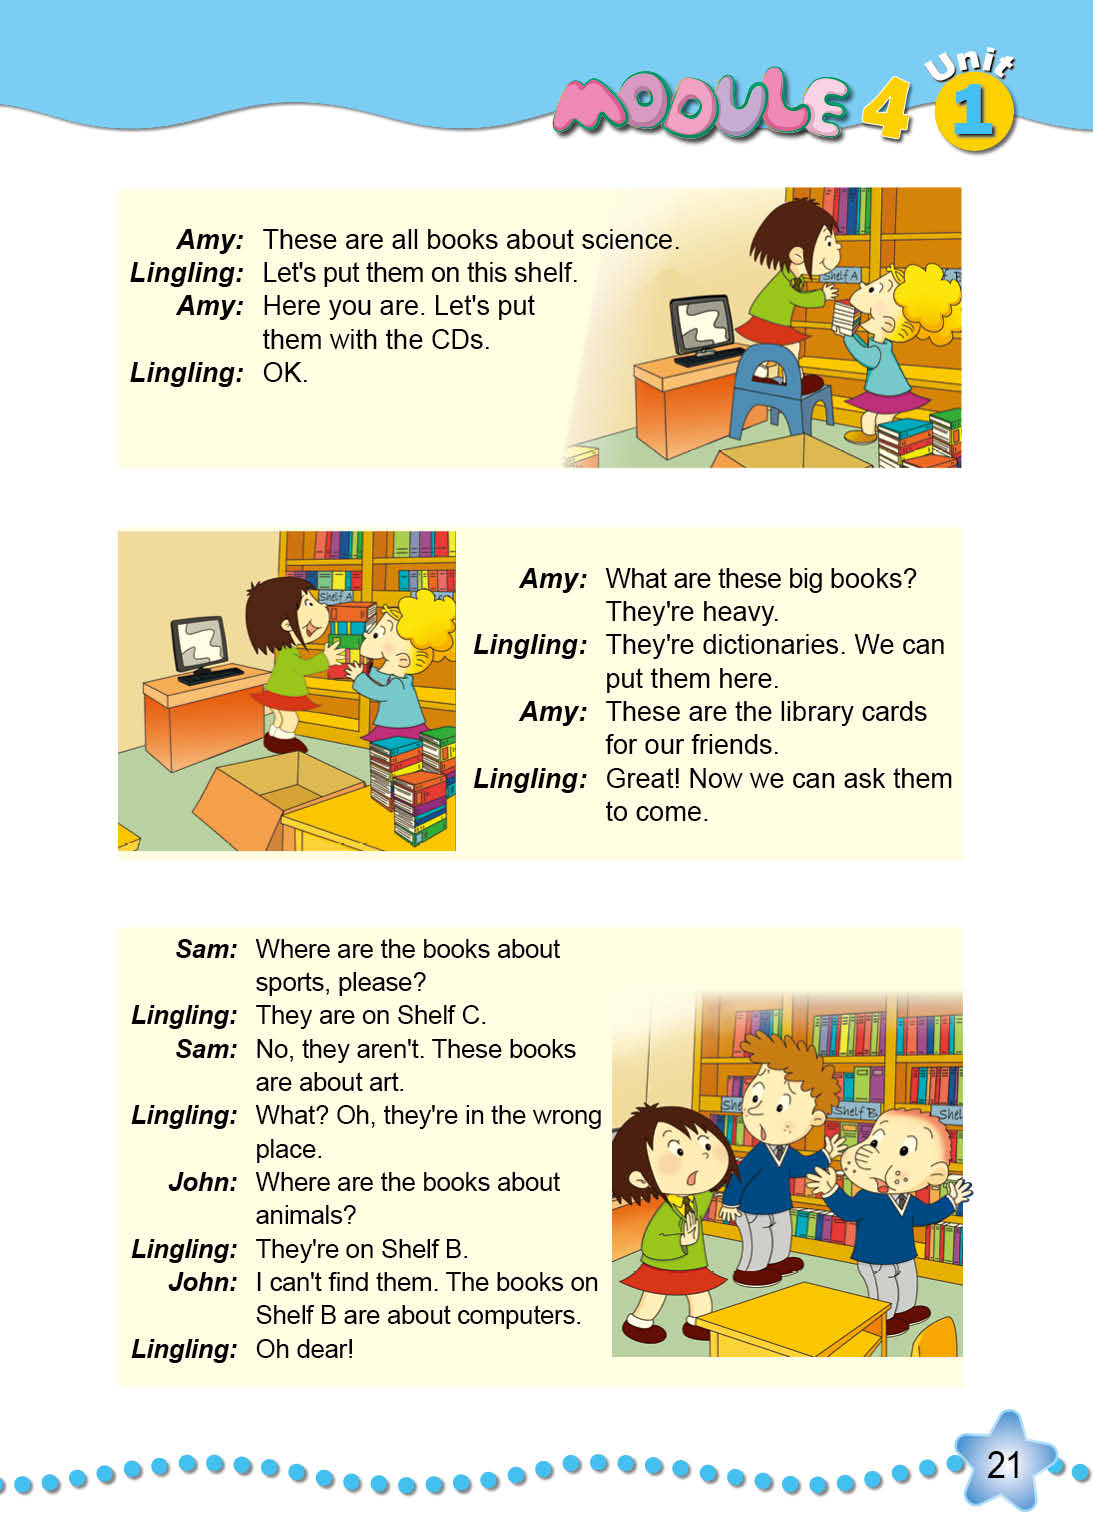 MODULE 4 Unit 1
Amy: These are all books about science.
Lingling: Let's put them on this shelf.
Amy: Here you are. Let's put
them with the CDs.
Lingling: OK.
Shelf A
B
Shelf A
Amy: What are these big books?
They're heavy.
Lingling: They're dictionaries. We can
put them here.
Amy: These are the library cards
for our friends.
Lingling: Great! Now we can ask them
to come.
Sam: Where are the books about
sports, please?
Lingling: They are on Shelf C.
Sam: No, they aren't. These books
are about art.
Lingling: What? Oh, they're in the wrong
place.
John: Where are the books about
animals?
Lingling: They're on Shelf B.
John: I can't find them. The books on
Shelf B are about computers.
Lingling: Oh dear!
She
Shelf B
Shel
21